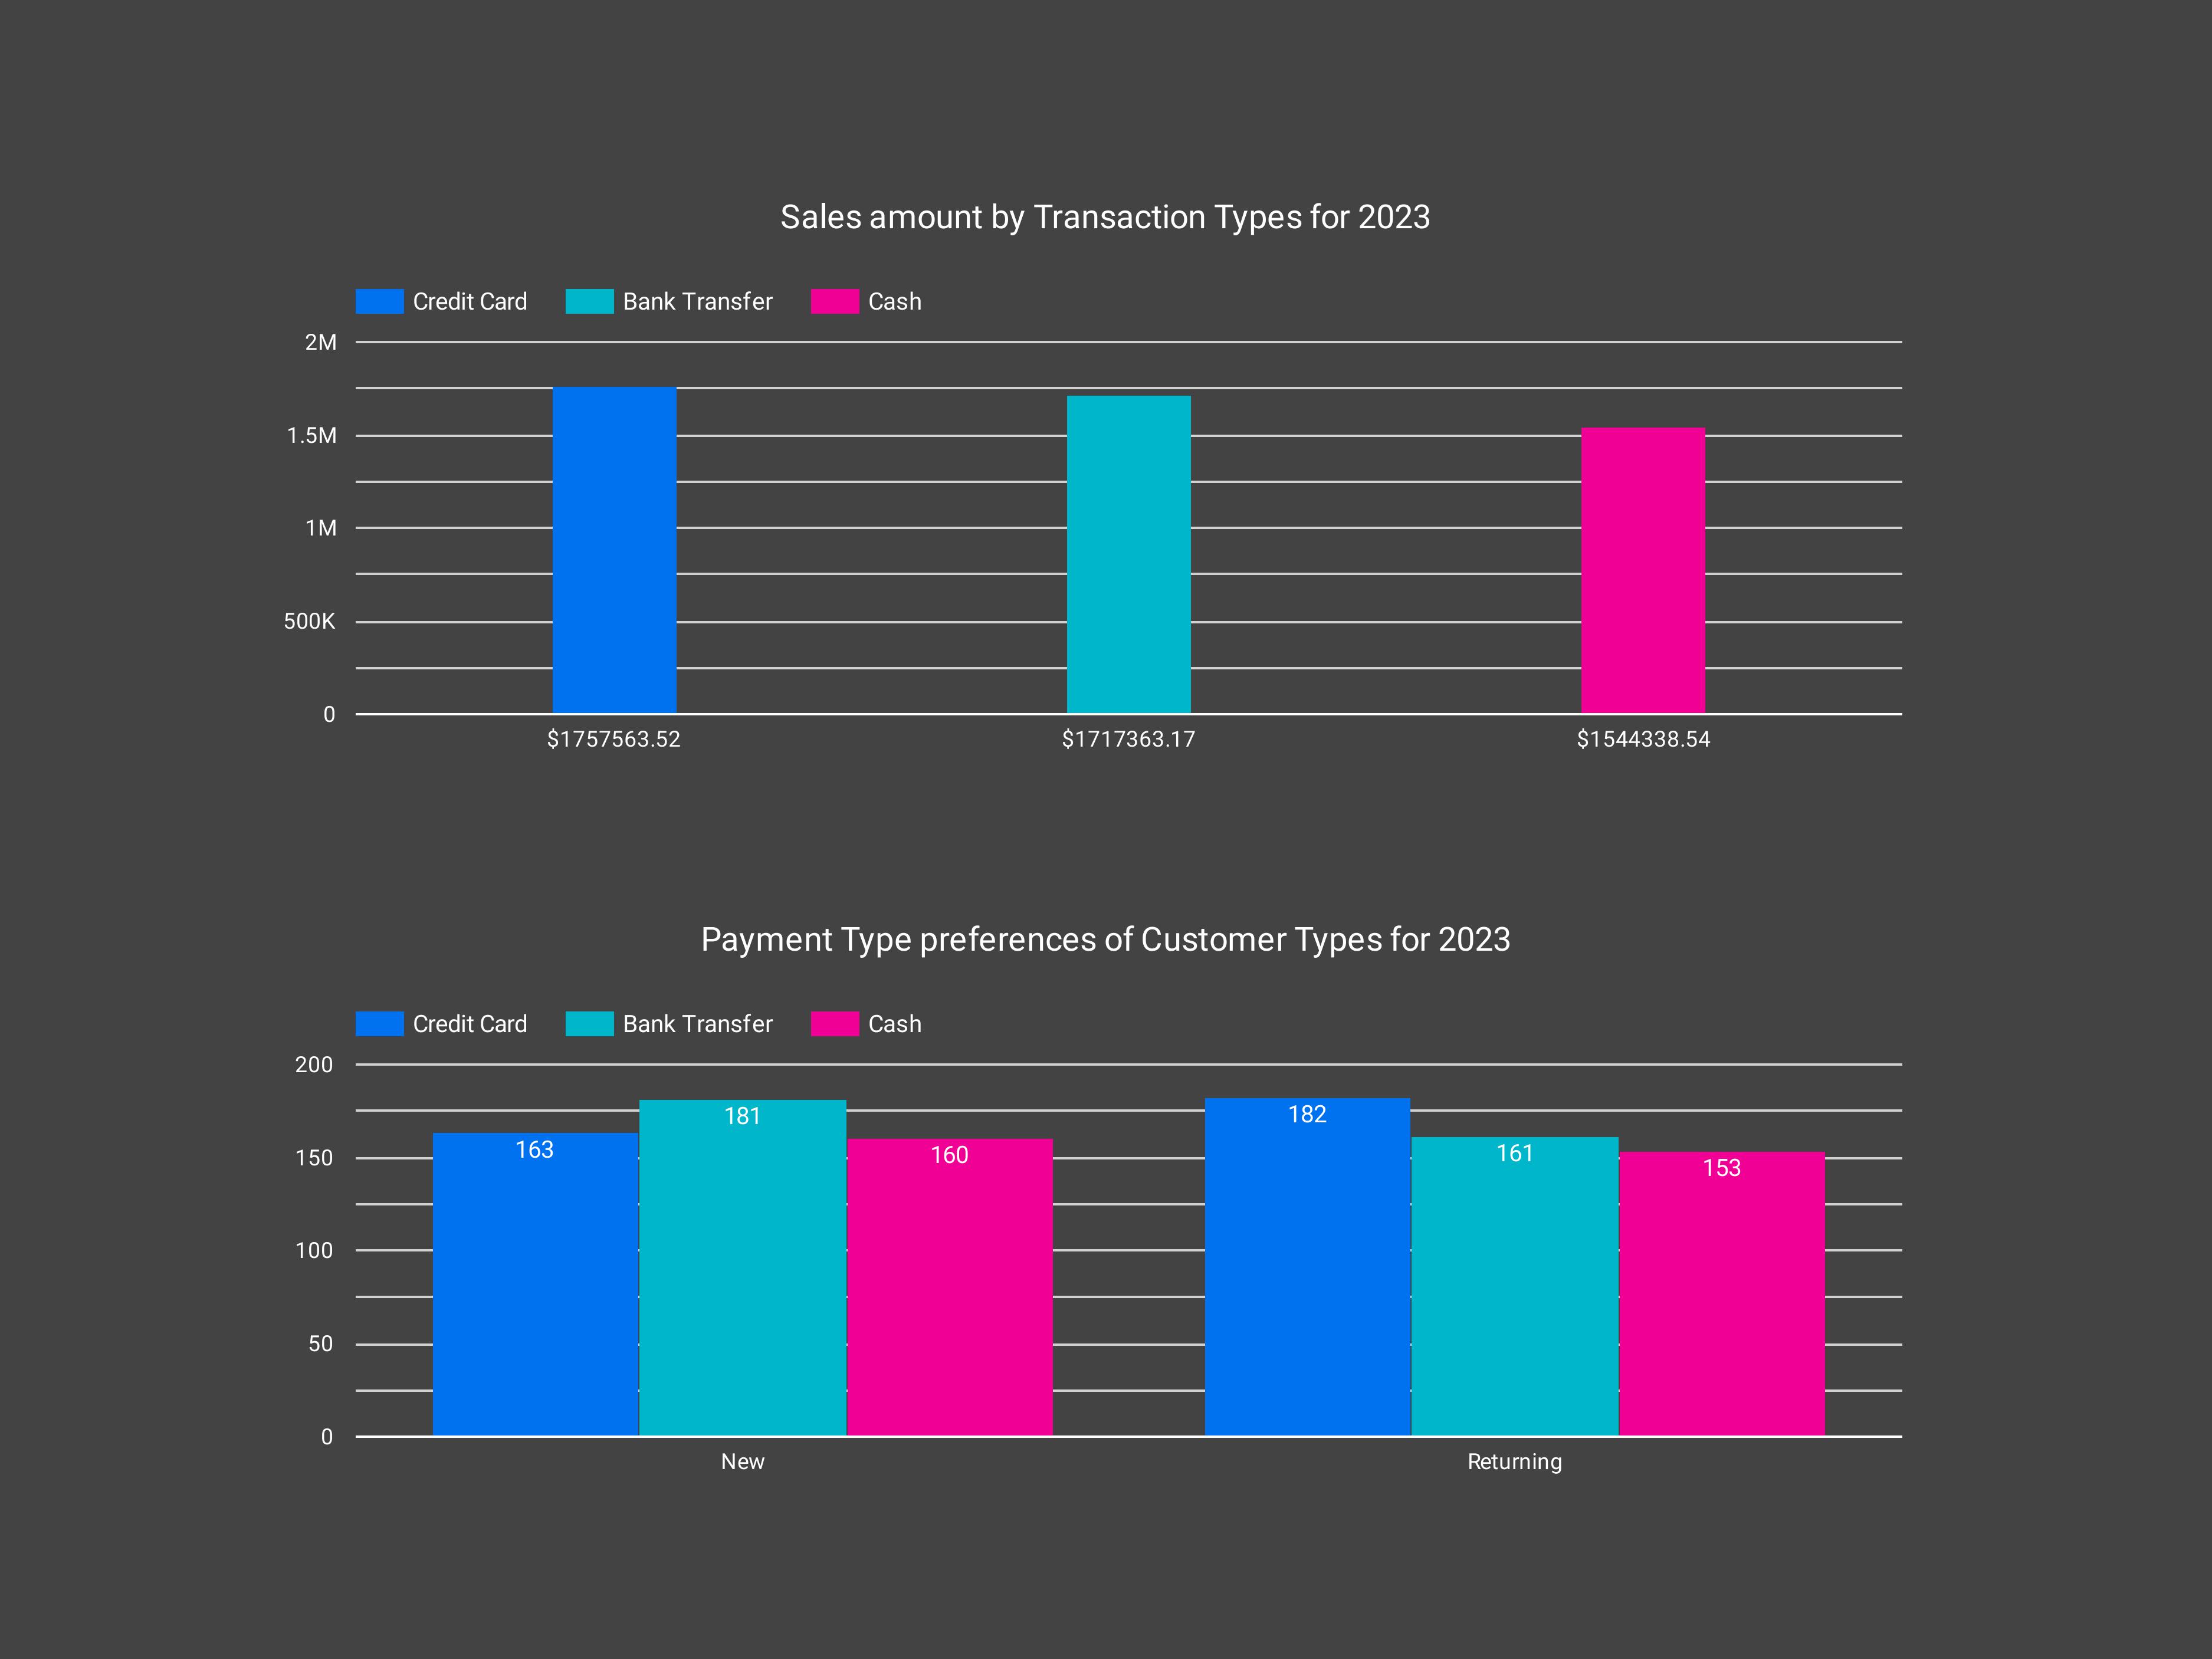 Sales amount by Transaction Types for 2023
Credit Card Bank Transfer Cash
2M
1.5M
1M
500K
0
$1757563.52 $1717363.17 $1544338.54
Payment Type preferences of Customer Types for 2023
Credit Card Bank Transfer Cash
200
181 182
163 160 161
150 153
100
50
0
New Returning